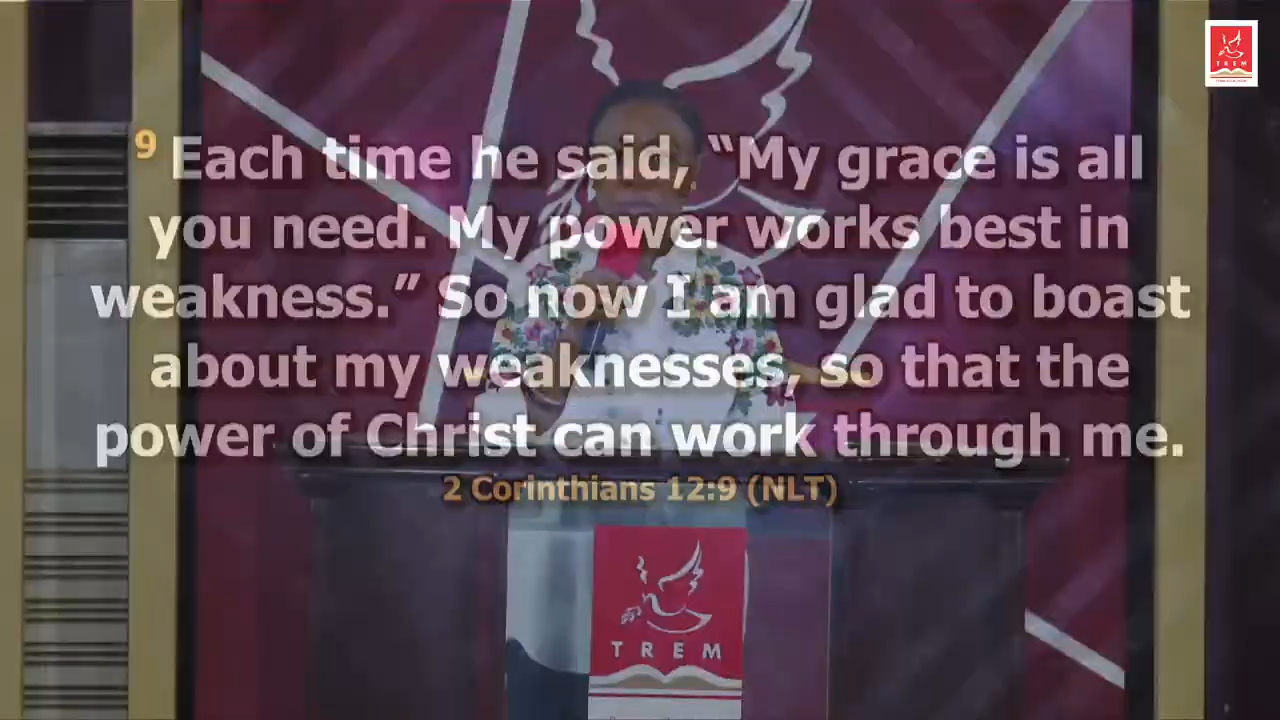 TREM
9 Each time he said, “My grace is all
you need. My power works best in
weakness.” So now I am glad to boast
about my weaknesses, so that the
power of Christ can work through me.
2 Corinthians 12:9 (NLT)
TREM